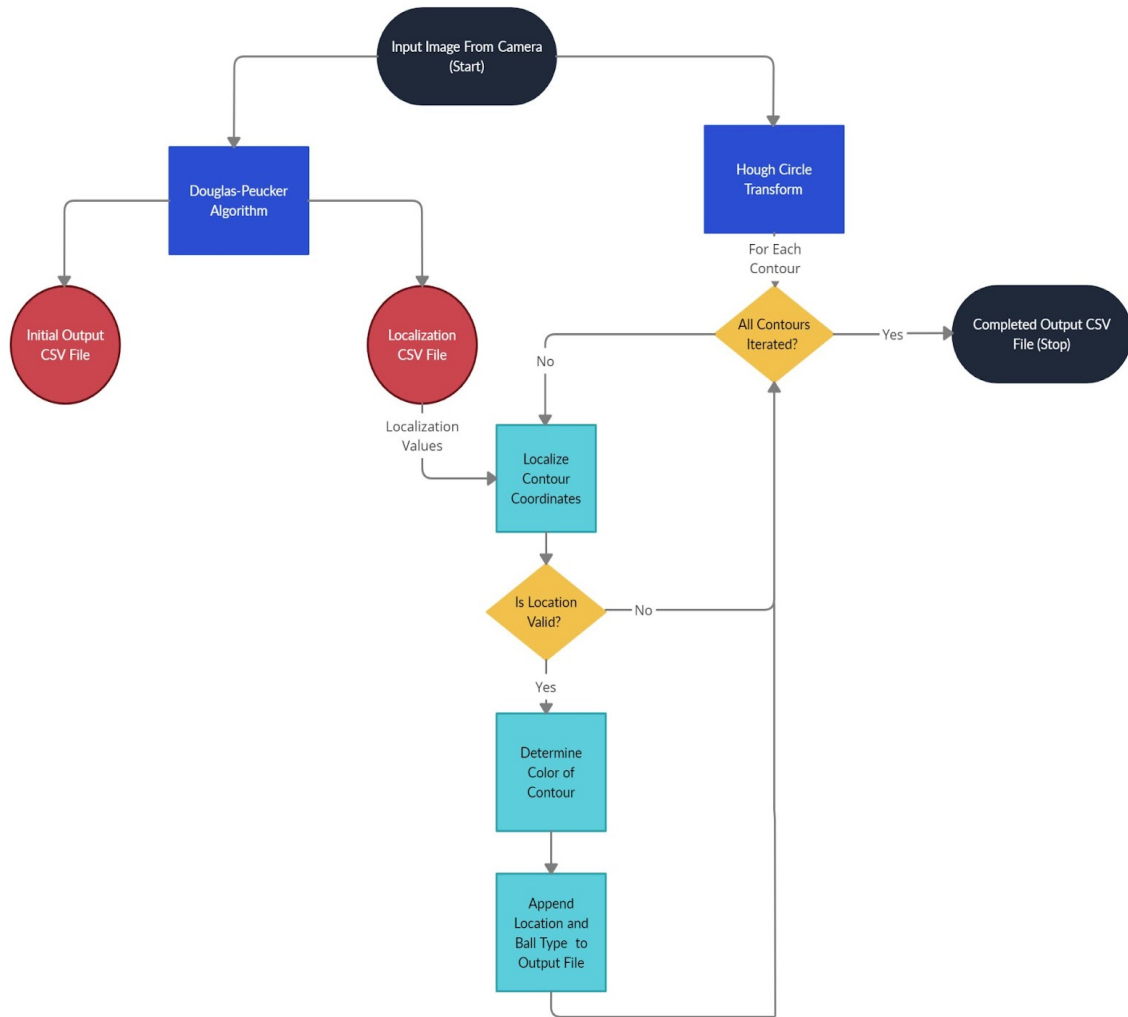 Input Image From Camera
(Start)
Douglas-Peucker
Algorithm
Hough Circle
Transform
For Each
Contour
Initial Output
CSV File
Localization
CSV File
All Contours
Iterated?
Yes
Completed Output CSV
File (Stop)
No
Localization
Values
Localize
Contour
Coordinates
Is Location
Valid?
No
Yes
Determine
Color of
Contour
Append
Location and
Ball Type to
Output File